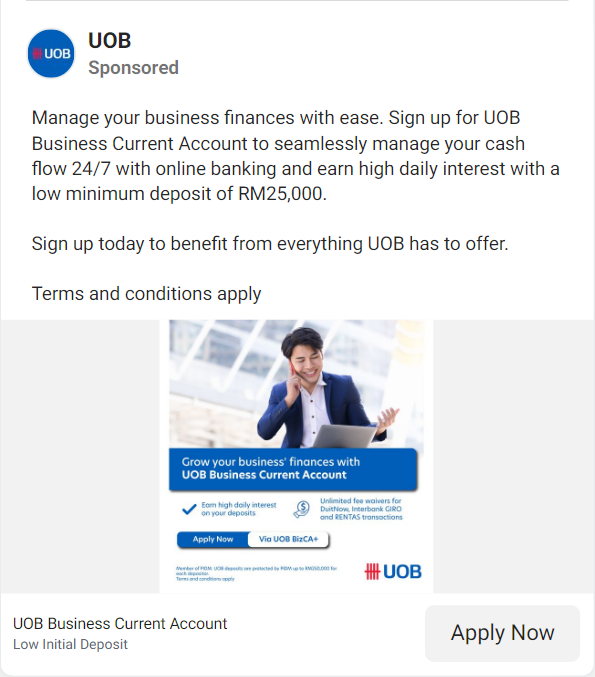 UOB
UOB
Sponsored
Manage your business finances with ease. Sign up for UOB
Business Current Account to seamlessly manage your cash
flow 24/7 with online banking and earn high daily interest with a
low minimum deposit of RM25,000.
Sign up today to benefit from everything UOB has to offer.
Terms and conditions apply
Grow your business' finances with
UOB Business Current Account
Earn high daily interest
on your deposits
Unlimited fee waivers for
DuitNow, Interbank GIRO
and RENTAS transactions
Apply Now
Via UOB BizCA+
Member of PIDM. UOB deposits are protected by PIDM up to RM250,000 for
each depositor.
Terms and conditions apply
UOB
UOB Business Current Account
Low Initial Deposit
Apply Now